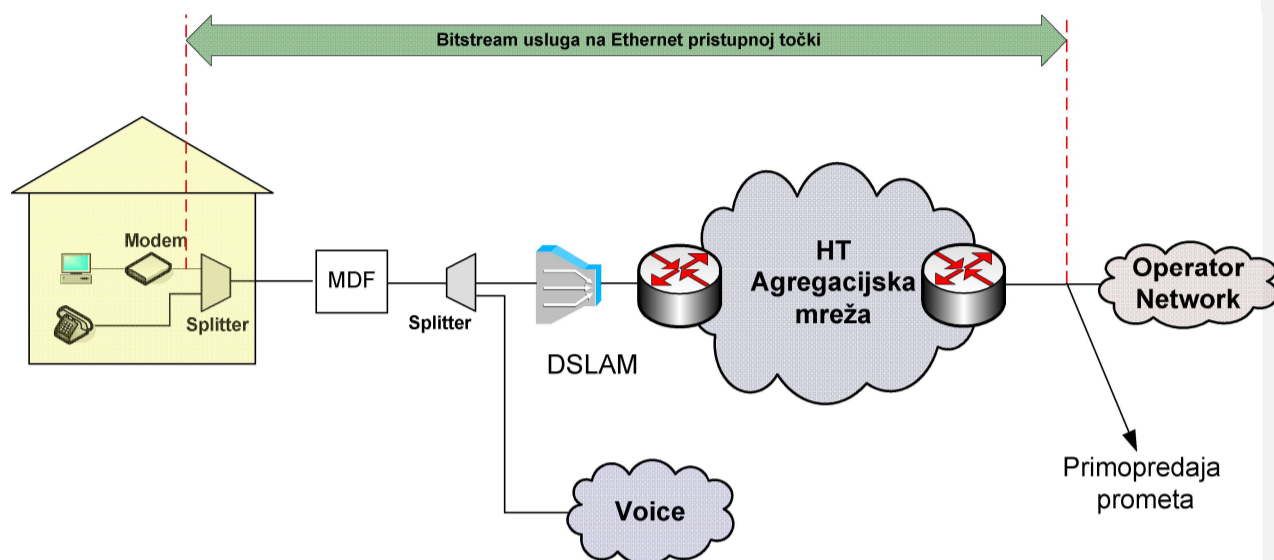 Bitstream usluga na Ethernet pristupnoj točki
Modem
Splitter
MDF
Splitter
DSLAM
HT
Agregacijska
mreža
Operator
Network
Voice
Primopredaja
prometa